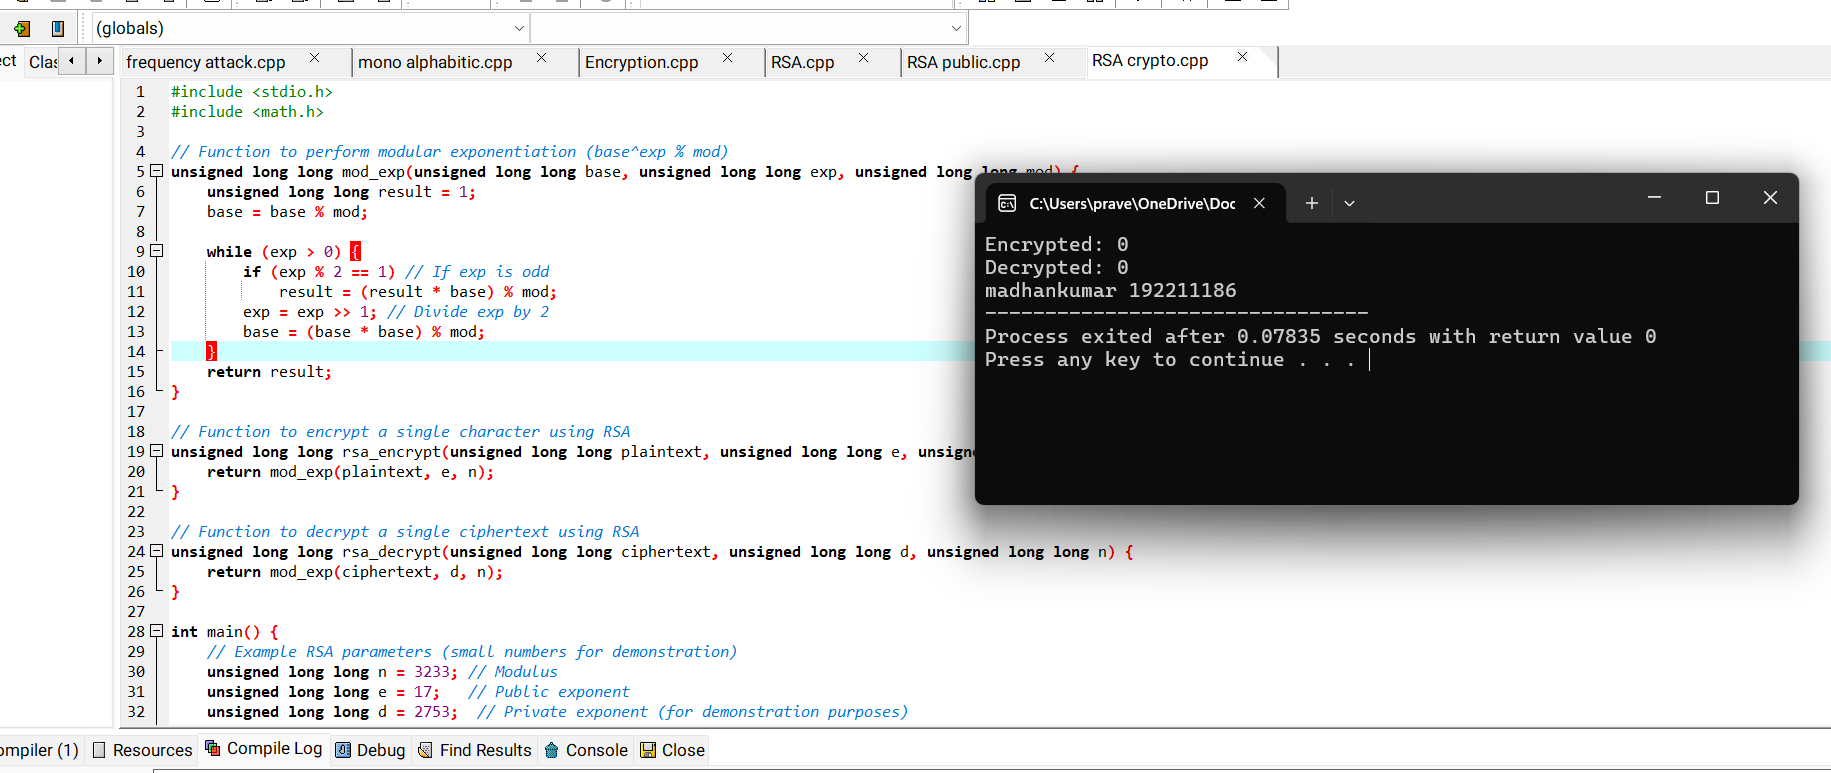 (globals)
ect Clas
frequency attack.cpp mono alphabitic.cpp Encryption.cpp RSA.cpp RSA public.cpp RSA crypto.cpp
1 #include <stdio.h>
2 #include <math.h>
3
4 // Function to perform modular exponentiation (base^exp % mod)
5 unsigned long long mod_exp(unsigned long long base, unsigned long long exp, unsigned long long mod) {
6 unsigned long long result = 1;
7 base = base % mod;
8
9 while (exp > 0) {
10 if (exp % 2 == 1) // If exp is odd
11 result = (result * base) % mod;
12 exp = exp >> 1; // Divide exp by 2
13 base = (base * base) % mod;
14 }
15 return result;
16 }
17
18 // Function to encrypt a single character using RSA
19 unsigned long long rsa_encrypt(unsigned long long plaintext, unsigned long long e, unsign
20 return mod_exp(plaintext, e, n);
21 }
22
23 // Function to decrypt a single ciphertext using RSA
24 unsigned long long rsa_decrypt(unsigned long long ciphertext, unsigned long long d, unsigned long long n) {
25 return mod_exp(ciphertext, d, n);
26 }
27
28 int main() {
29 // Example RSA parameters (small numbers for demonstration)
30 unsigned long long n = 3233; // Modulus
31 unsigned long long e = 17; // Public exponent
32 unsigned long long d = 2753; // Private exponent (for demonstration purposes)
C:\Users\prave\OneDrive\Doc
Encrypted: 0
Decrypted: 0
madhankumar 192211186
--------------------------------
Process exited after 0.07835 seconds with return value 0
Press any key to continue . . .
ompiler (1) Resources Compile Log Debug Find Results Console Close